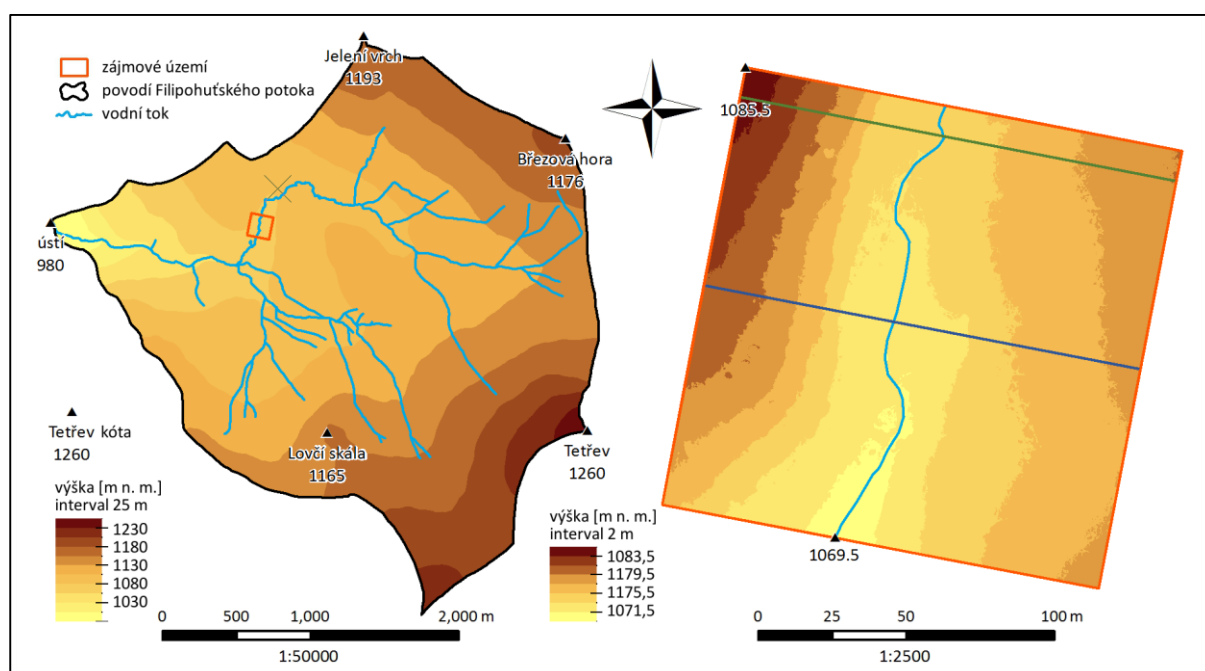 zájmové území
povodí Filipohuťského potoka
vodní tok
Jelení vrch
1193
Březová hora
1176
ústí
980
Tetřev kóta
1260
Lovčí skála
1165
Tetřev
1260
výška [m n. m.]
interval 25 m
1230
1180
1130
1080
1030
0 500 1,000 2,000 m
1:50000
1085.5
1069.5
výška [m n. m.]
interval 2 m
1083,5
1179,5
1175,5
1071,5
0 25 50 100 m
1:2500